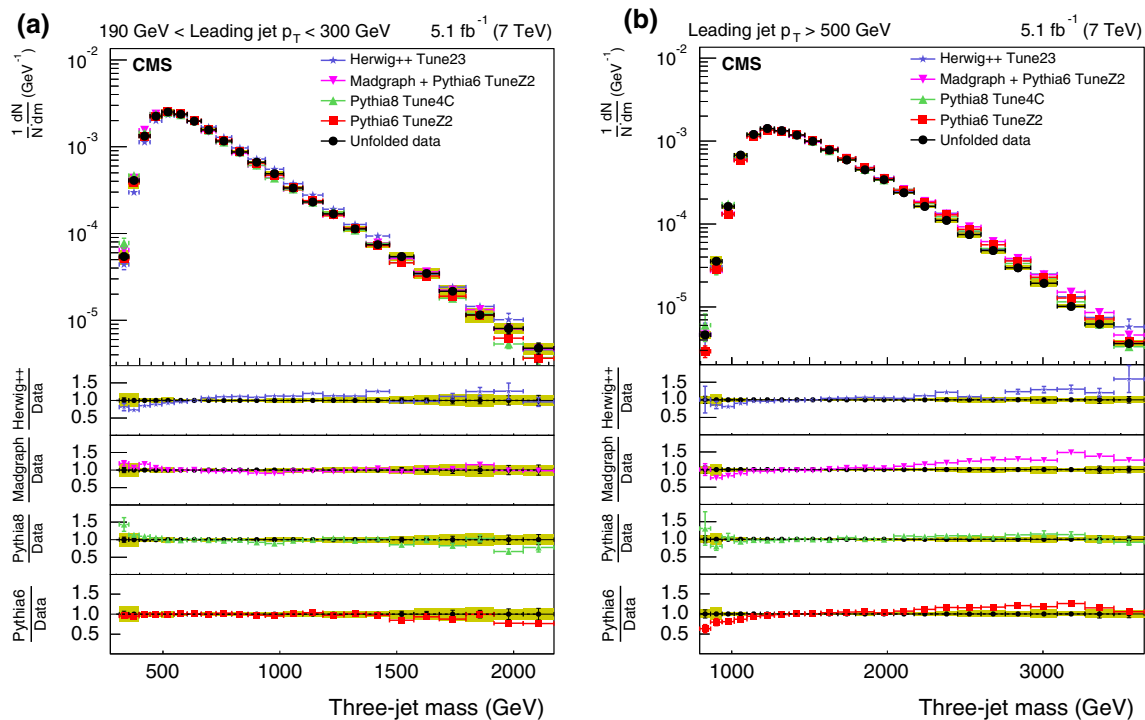 (a) 190 GeV < Leading jet pT < 300 GeV 5.1 fb⁻¹ (7 TeV)
CMS
Herwig++ Tune23
Madgraph + Pythia6 TuneZ2
Pythia8 Tune4C
Pythia6 TuneZ2
Unfolded data
1/N · dN/dm (GeV⁻¹)
10⁻²
10⁻³
10⁻⁴
10⁻⁵
Herwig++/Data
1.5
1.0
0.5
Madgraph/Data
1.5
1.0
0.5
Pythia8/Data
1.5
1.0
0.5
Pythia6/Data
1.5
1.0
0.5
500 1000 1500 2000
Three-jet mass (GeV)
(b) Leading jet pT > 500 GeV 5.1 fb⁻¹ (7 TeV)
CMS
Herwig++ Tune23
Madgraph + Pythia6 TuneZ2
Pythia8 Tune4C
Pythia6 TuneZ2
Unfolded data
1/N · dN/dm (GeV⁻¹)
10⁻²
10⁻³
10⁻⁴
10⁻⁵
Herwig++/Data
1.5
1.0
0.5
Madgraph/Data
1.5
1.0
0.5
Pythia8/Data
1.5
1.0
0.5
Pythia6/Data
1.5
1.0
0.5
1000 2000 3000
Three-jet mass (GeV)